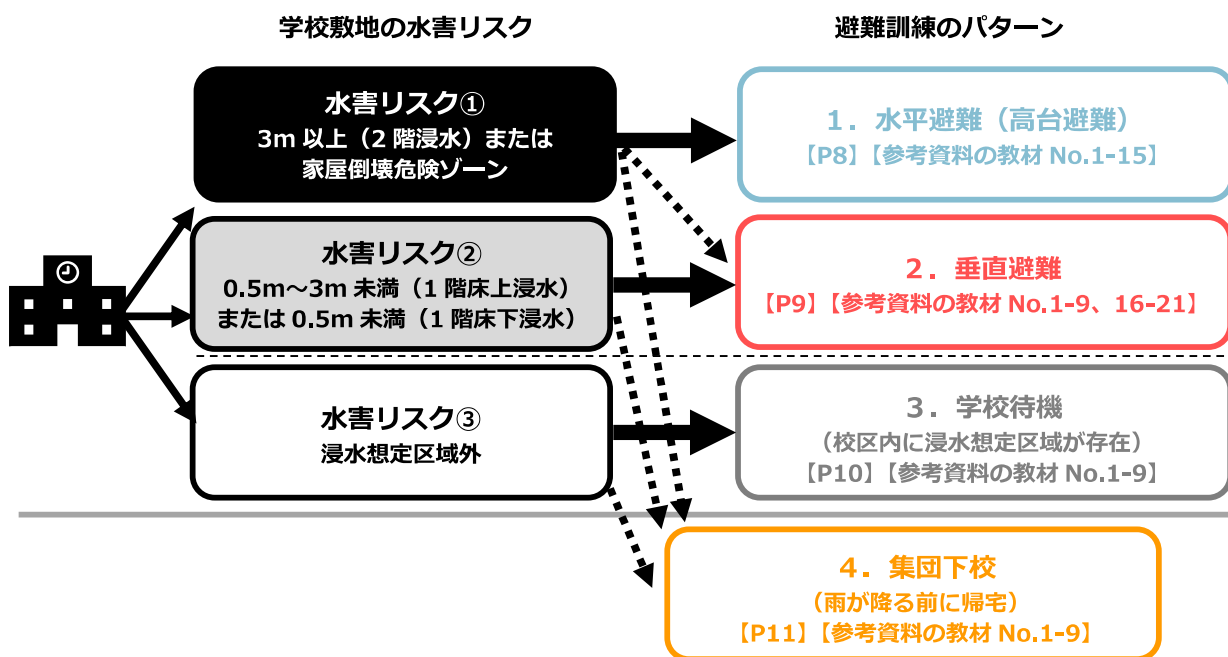 学校敷地の水害リスク
避難訓練のパターン
水害リスク①
3m 以上（2 階浸水）または
家屋倒壊危険ゾーン
1．水平避難（高台避難）
【P8】【参考資料の教材 No.1-15】
水害リスク②
0.5m～3m 未満（1 階床上浸水）
または 0.5m 未満（1 階床下浸水）
2．垂直避難
【P9】【参考資料の教材 No.1-9、16-21】
水害リスク③
浸水想定区域外
3．学校待機
（校区内に浸水想定区域が存在）
【P10】【参考資料の教材 No.1-9】
4．集団下校
（雨が降る前に帰宅）
【P11】【参考資料の教材 No.1-9】